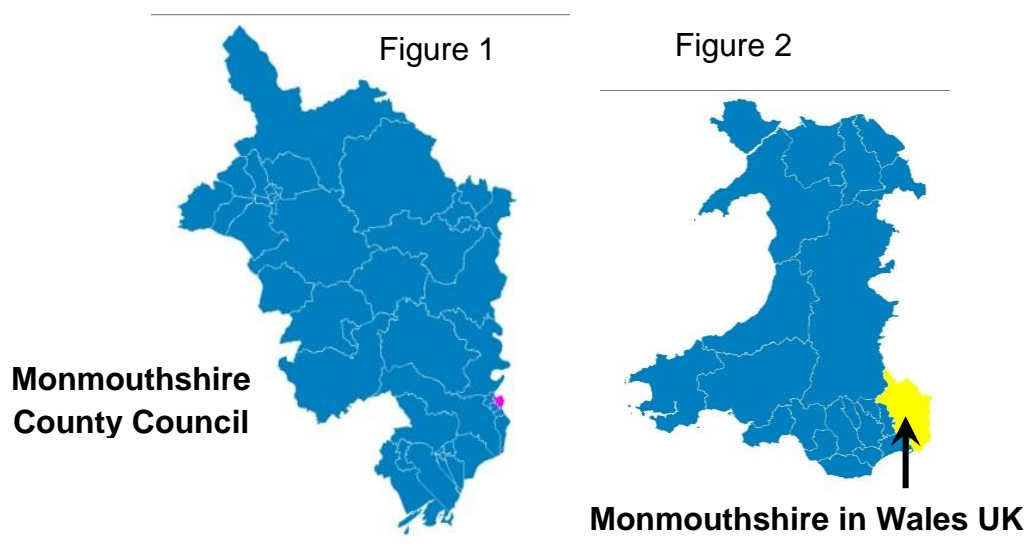 Figure 1
Figure 2
Monmouthshire
County Council
Monmouthshire in Wales UK